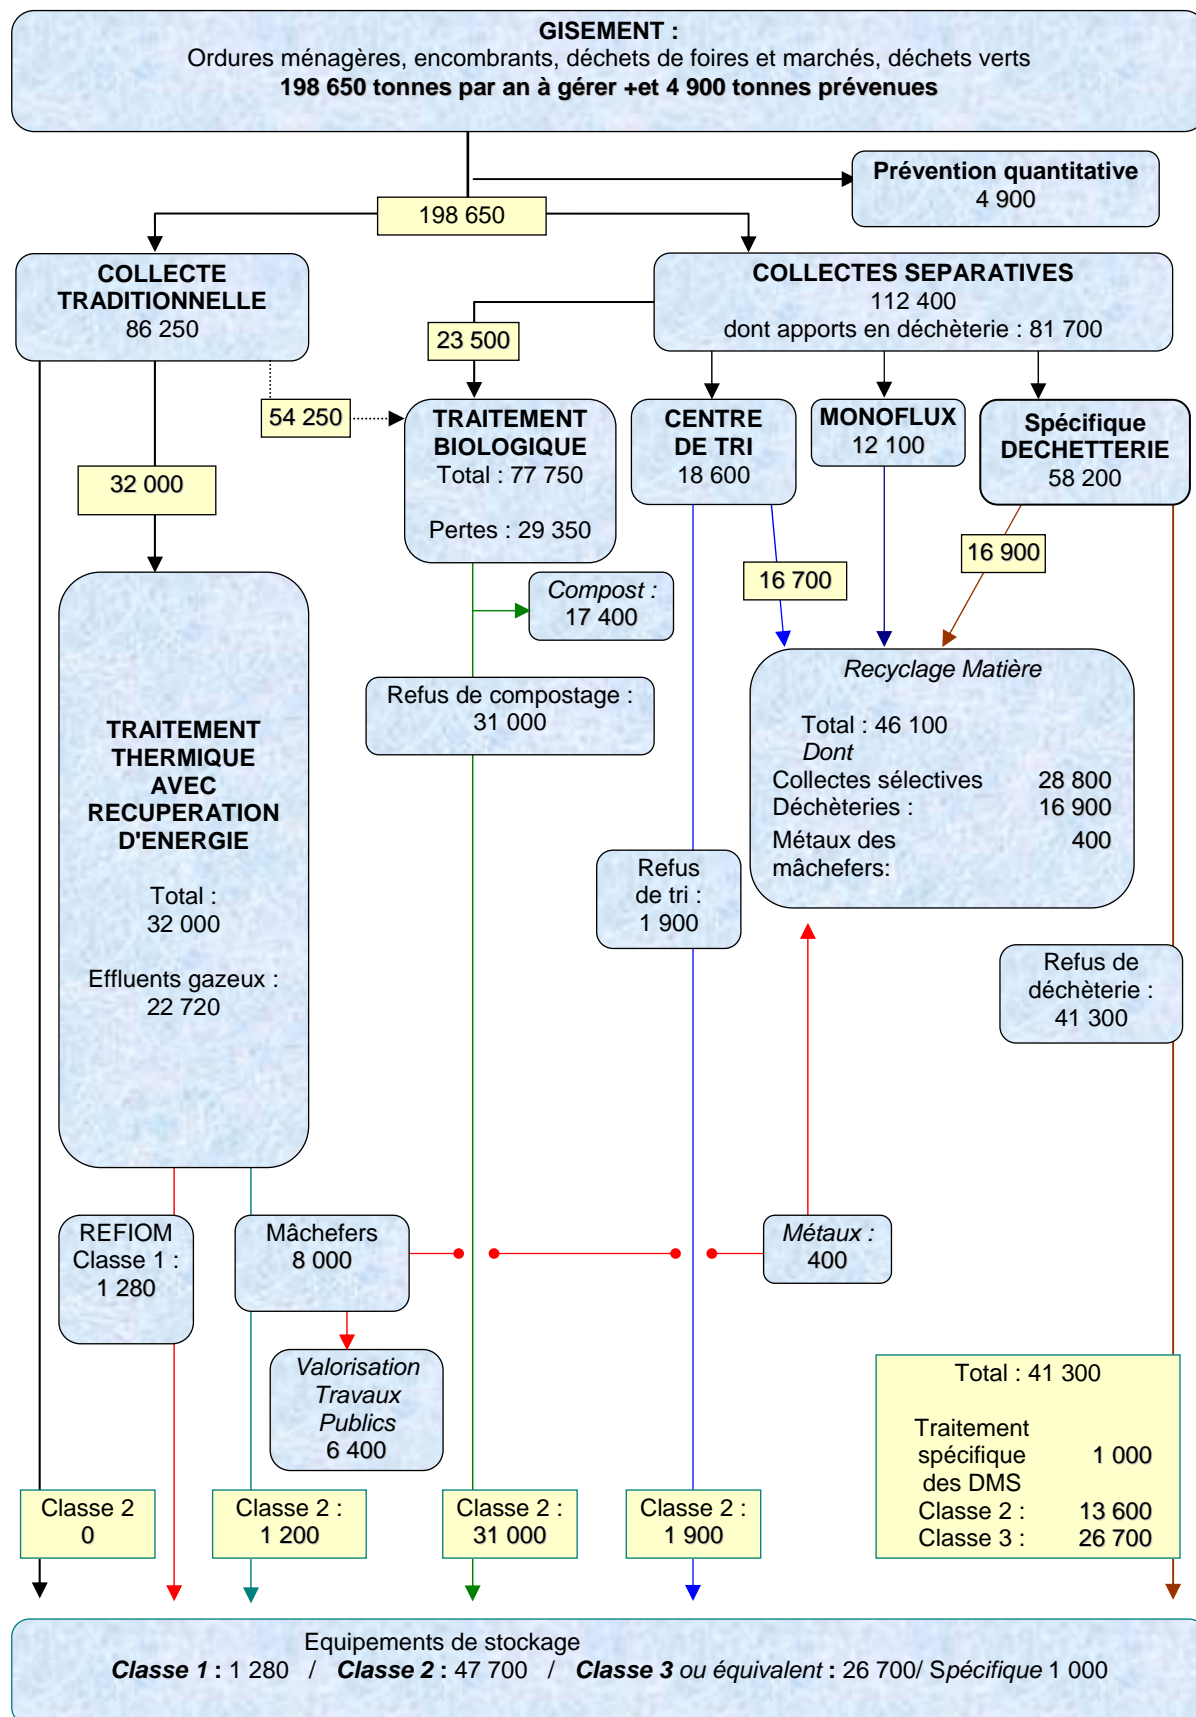 GISEMENT :
Ordures ménagères, encombrants, déchets de foires et marchés, déchets verts
198 650 tonnes par an à gérer +et 4 900 tonnes prévenues
Prévention quantitative
4 900
198 650
COLLECTE
TRADITIONNELLE
86 250
COLLECTES SEPARATIVES
112 400
dont apports en déchèterie : 81 700
23 500
54 250
32 000
TRAITEMENT
BIOLOGIQUE
Total : 77 750
Pertes : 29 350
CENTRE
DE TRI
18 600
MONOFLUX
12 100
Spécifique
DECHETTERIE
58 200
16 700
16 900
Compost :
17 400
Refus de compostage :
31 000
TRAITEMENT
THERMIQUE
AVEC
RECUPERATION
D'ENERGIE
Total :
32 000
Effluents gazeux :
22 720
Recyclage Matière
Total : 46 100
Dont
Collectes sélectives 28 800
Déchèteries : 16 900
Métaux des 400
mâchefers:
Refus
de tri :
1 900
Refus de
déchèterie :
41 300
REFIOM
Classe 1 :
1 280
Mâchefers
8 000
Métaux :
400
Valorisation
Travaux
Publics
6 400
Total : 41 300
Traitement
spécifique 1 000
des DMS
Classe 2 : 13 600
Classe 3 : 26 700
Classe 2
0
Classe 2 :
1 200
Classe 2 :
31 000
Classe 2 :
1 900
Equipements de stockage
Classe 1 : 1 280 / Classe 2 : 47 700 / Classe 3 ou équivalent : 26 700/ Spécifique 1 000